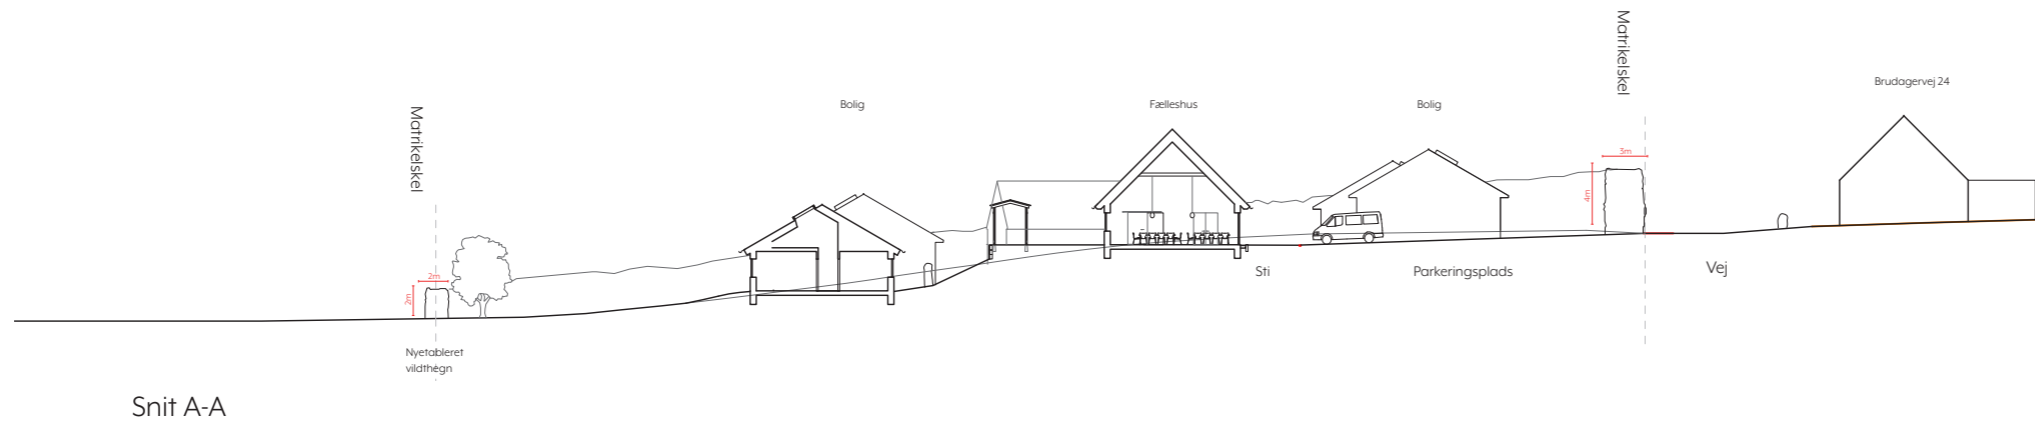 Matrikelskel
Brudagervej 24
Bolig
Fælleshus
Bolig
Matrikelskel
3m
4m
2m
2m
Sti
Parkeringsplads
Vej
Nyetableret
vildthegn
Snit A-A